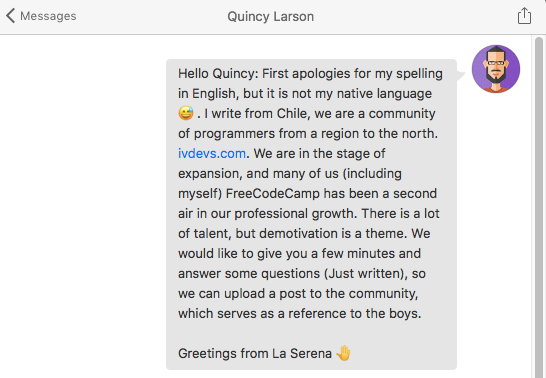 Messages
Quincy Larson
Hello Quincy: First apologies for my spelling
in English, but it is not my native language
😅 . I write from Chile, we are a community
of programmers from a region to the north.
ivdevs.com. We are in the stage of
expansion, and many of us (including
myself) FreeCodeCamp has been a second
air in our professional growth. There is a lot
of talent, but demotivation is a theme. We
would like to give you a few minutes and
answer some questions (Just written), so
we can upload a post to the community,
which serves as a reference to the boys.
Greetings from La Serena 🤚